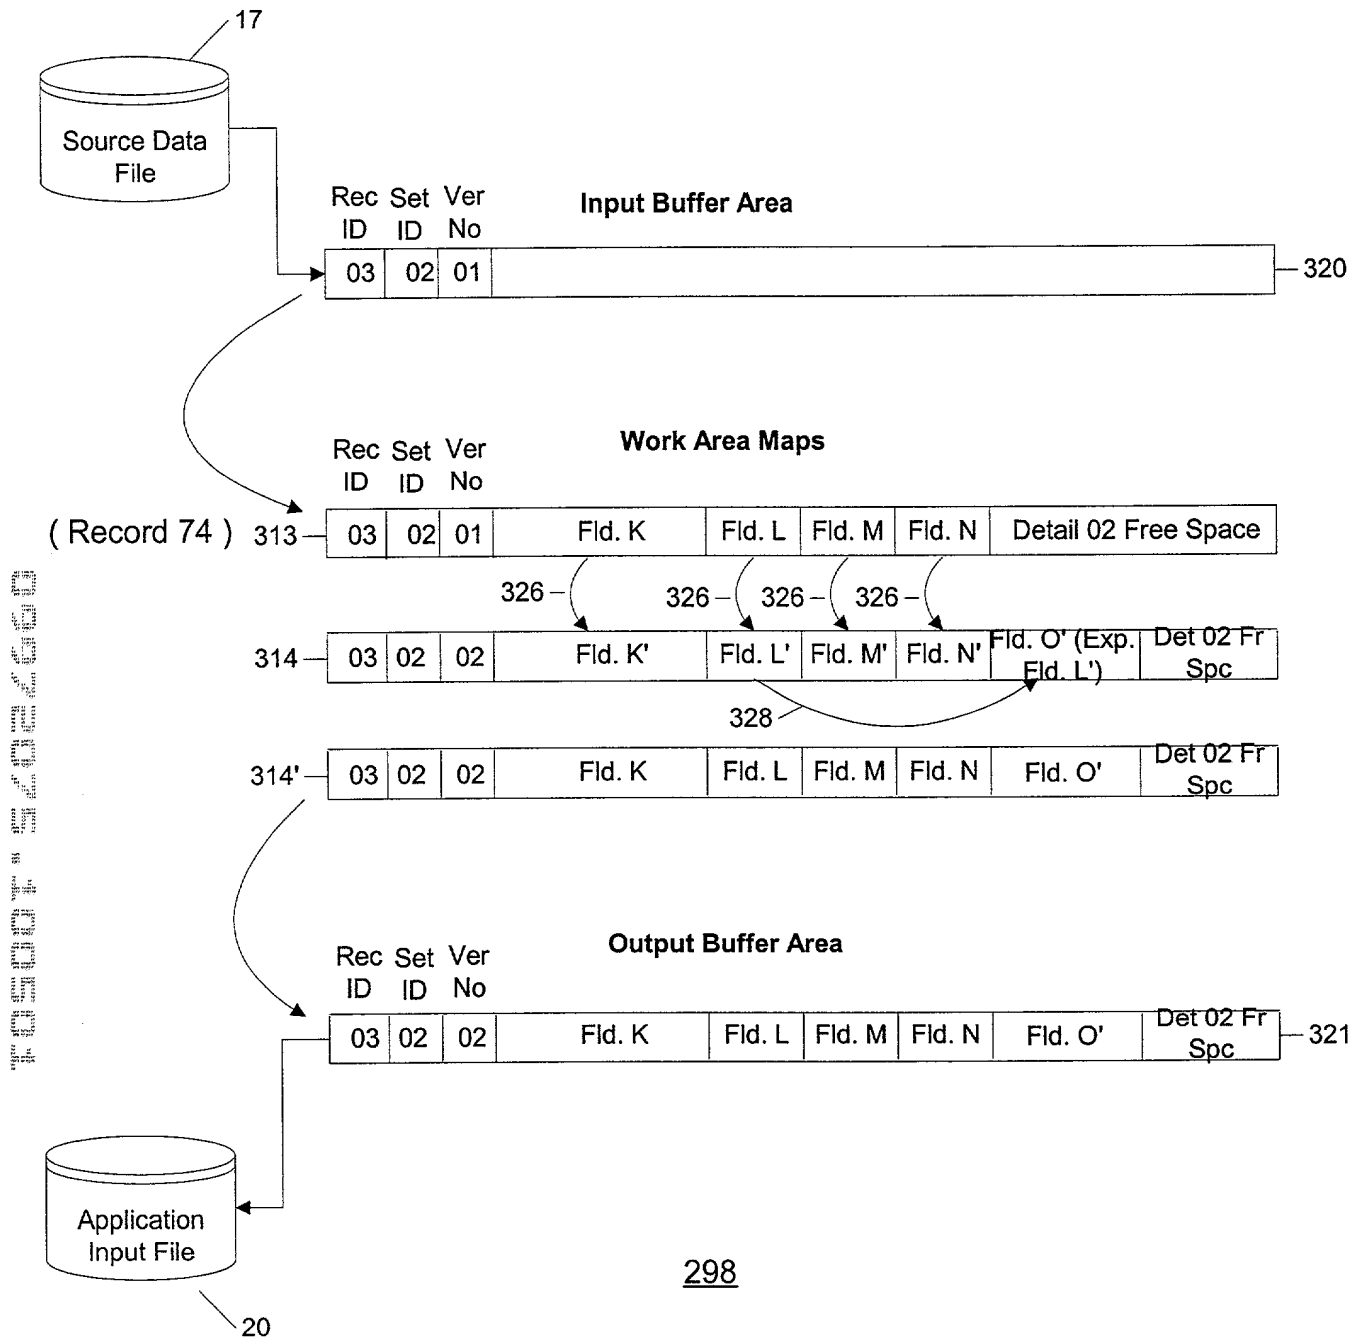 17
Source Data
File
Rec Set Ver
ID ID No
Input Buffer Area
03 02 01
320
Rec Set Ver
ID ID No
Work Area Maps
( Record 74 ) 313 03 02 01 Fld. K Fld. L Fld. M Fld. N Detail 02 Free Space
326 326 326 326
314 03 02 02 Fld. K' Fld. L' Fld. M' Fld. N' Fld. O' (Exp. Fld. L') Det 02 Fr Spc
328
314' 03 02 02 Fld. K Fld. L Fld. M Fld. N Fld. O' Det 02 Fr Spc
Rec Set Ver
ID ID No
Output Buffer Area
03 02 02 Fld. K Fld. L Fld. M Fld. N Fld. O' Det 02 Fr Spc 321
Application
Input File
20
298